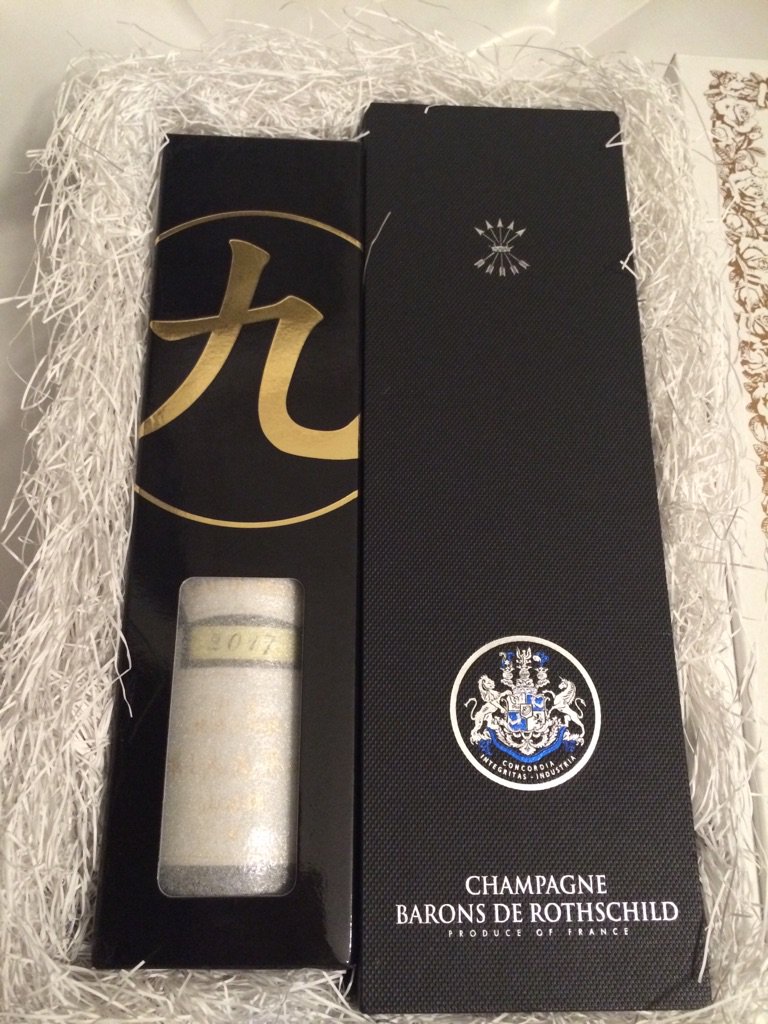 九
2017
CONCORDIA
INTEGRITAS - INDUSTRIA
CHAMPAGNE
BARONS DE ROTHSCHILD
PRODUCE OF FRANCE